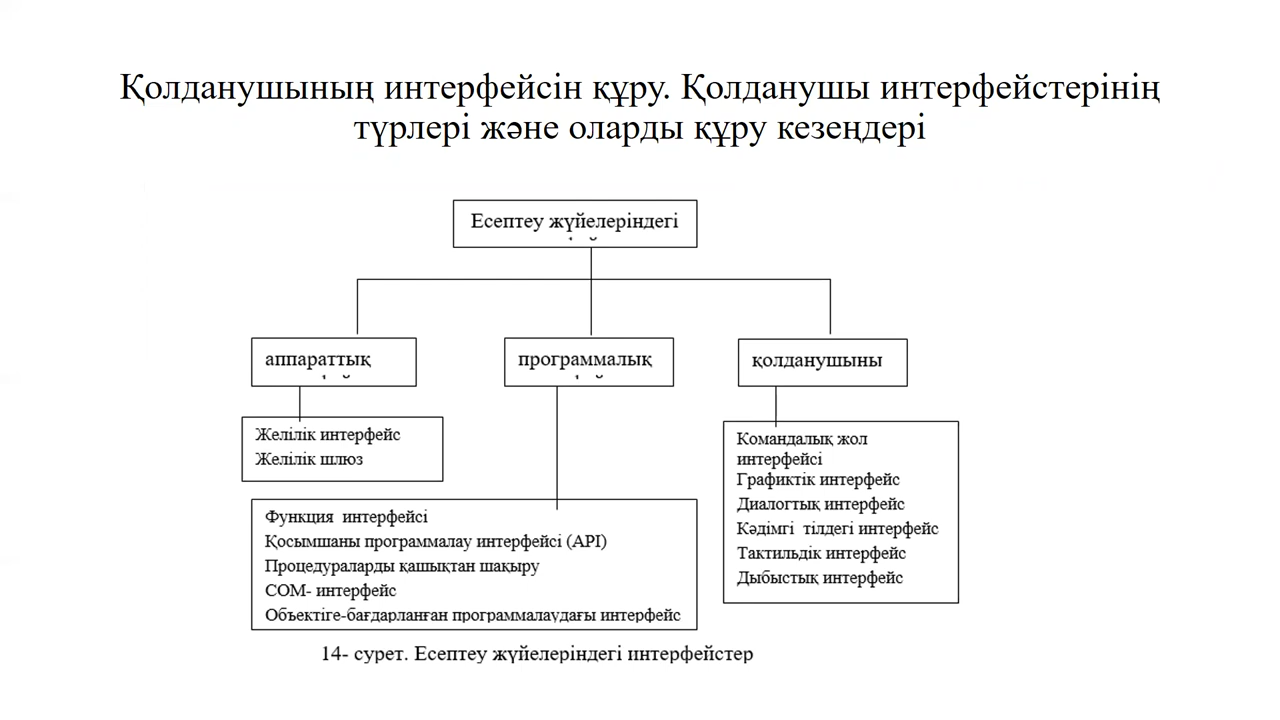 Қолданушының интерфейсін құру. Қолданушы интерфейстерінің
түрлері және оларды құру кезеңдері
Есептеу жүйелеріндегі
аппараттық
программалық
қолданушыны
Желілік интерфейс
Желілік шлюз
Командалық жол
интерфейсі
Графиктік интерфейс
Диалогтық интерфейс
Кәдімгі тілдегі интерфейс
Тактильдік интерфейс
Дыбыстық интерфейс
Функция интерфейсі
Қосымшаны программалау интерфейсі (API)
Процедураларды қашықтан шақыру
COM- интерфейс
Объектіге-бағдарланған программалаудағы интерфейс
14- сурет. Есептеу жүйелеріндегі интерфейстер